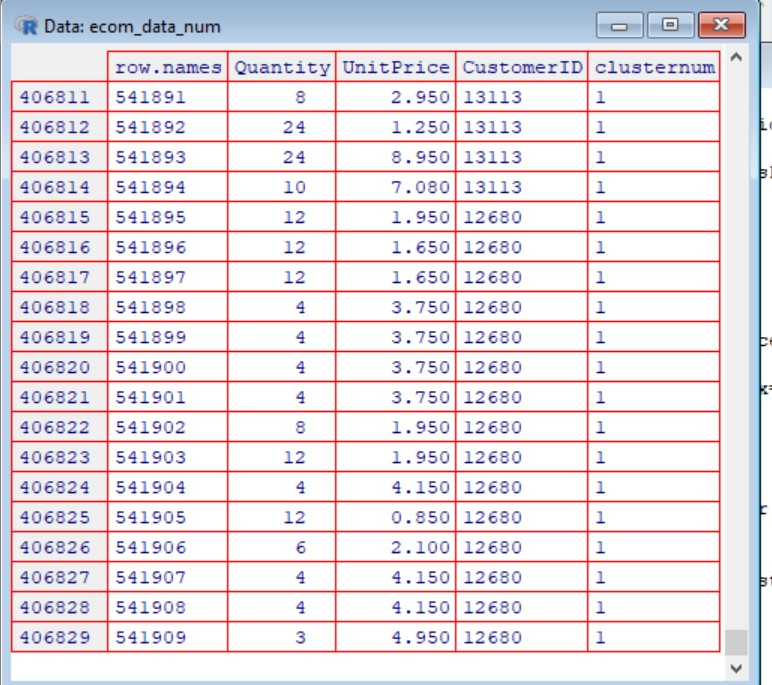 R Data: ecom_data_num
row.names Quantity UnitPrice CustomerID clusternum
406811 541891 8 2.950 13113 1
406812 541892 24 1.250 13113 1
406813 541893 24 8.950 13113 1
406814 541894 10 7.080 13113 1
406815 541895 12 1.950 12680 1
406816 541896 12 1.650 12680 1
406817 541897 12 1.650 12680 1
406818 541898 4 3.750 12680 1
406819 541899 4 3.750 12680 1
406820 541900 4 3.750 12680 1
406821 541901 4 3.750 12680 1
406822 541902 8 1.950 12680 1
406823 541903 12 1.950 12680 1
406824 541904 4 4.150 12680 1
406825 541905 12 0.850 12680 1
406826 541906 6 2.100 12680 1
406827 541907 4 4.150 12680 1
406828 541908 4 4.150 12680 1
406829 541909 3 4.950 12680 1